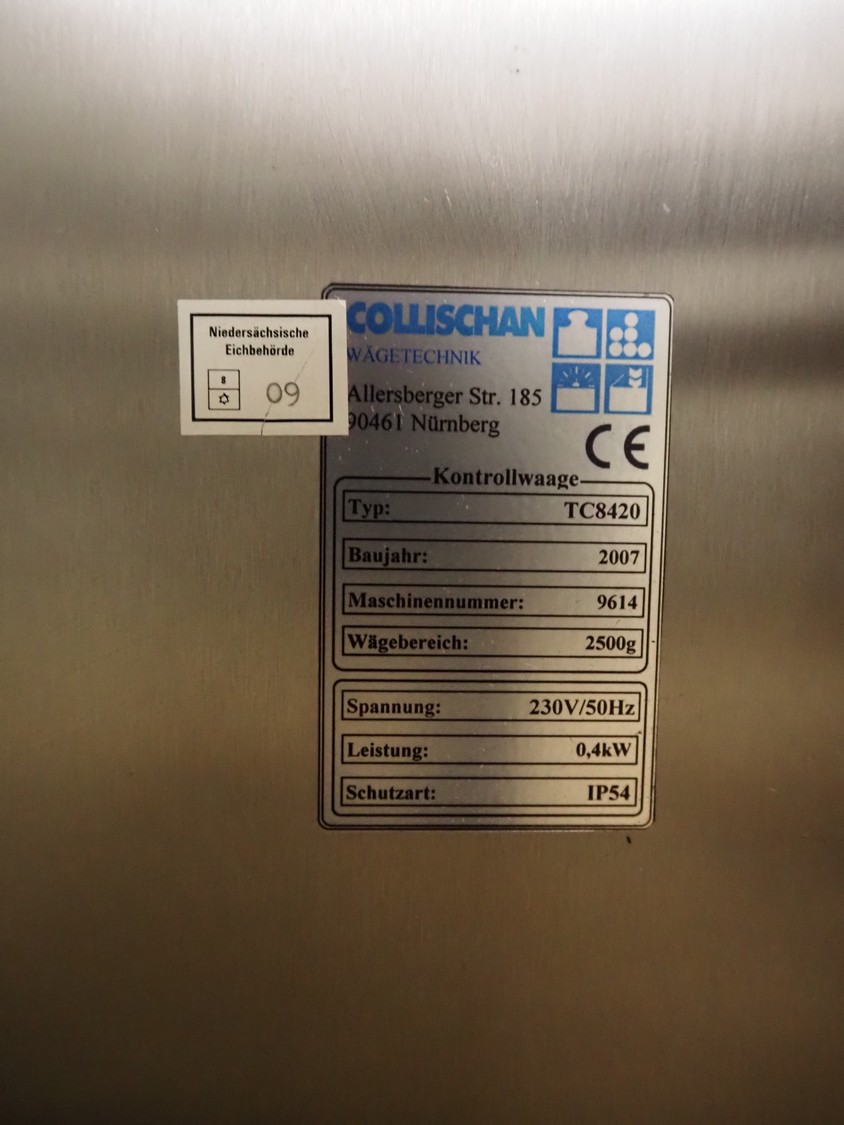 Niedersächsische
Eichbehörde
8
09
COLLISCHAN
WÄGETECHNIK
Allersberger Str. 185
90461 Nürnberg
CE
Kontrollwaage
Typ: TC8420
Baujahr: 2007
Maschinennummer: 9614
Wägebereich: 2500g
Spannung: 230V/50Hz
Leistung: 0,4kW
Schutzart: IP54